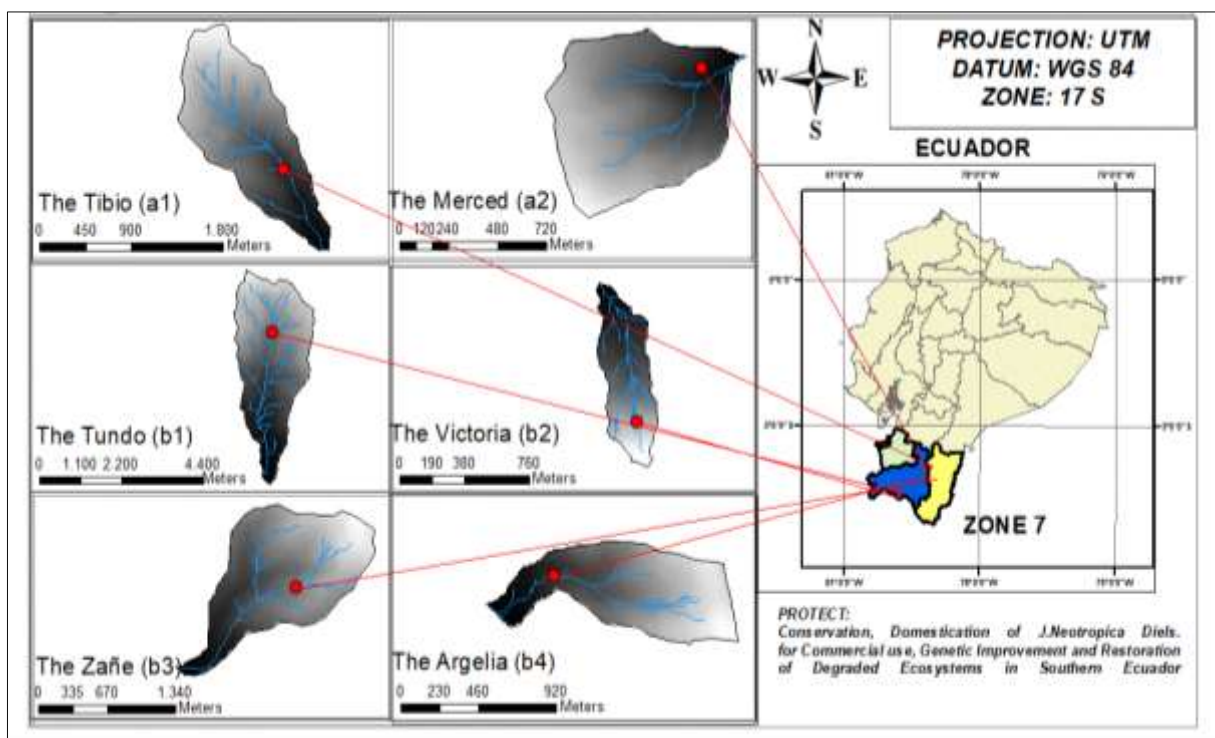 The Tibio (a1)
0 450 900 1.800
Meters
The Merced (a2)
0 120 240 480 720
Meters
The Tundo (b1)
0 1.100 2.200 4.400
Meters
The Victoria (b2)
0 190 380 760
Meters
The Zañe (b3)
0 335 670 1.340
Meters
The Argelia (b4)
0 230 460 920
Meters
N
W E
S
PROJECTION: UTM
DATUM: WGS 84
ZONE: 17 S
ECUADOR
ZONE 7
PROTECT:
Conservation, Domestication of J.Neotropica Diels.
for Commercial use, Genetic Improvement and Restoration
of Degraded Ecosystems in Southern Ecuador